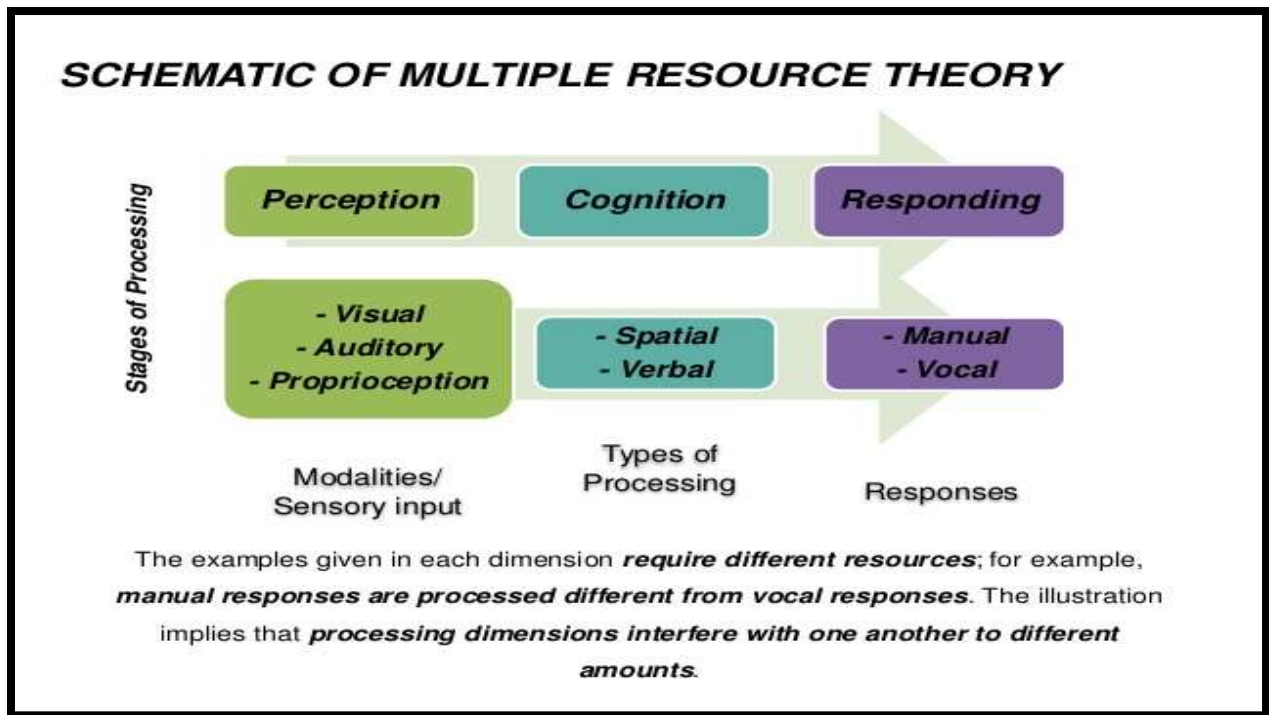 SCHEMATIC OF MULTIPLE RESOURCE THEORY
Stages of Processing
Perception
Cognition
Responding
- Visual
- Auditory
- Proprioception
- Spatial
- Verbal
- Manual
- Vocal
Modalities/
Sensory input
Types of
Processing
Responses
The examples given in each dimension require different resources; for example,
manual responses are processed different from vocal responses. The illustration
implies that processing dimensions interfere with one another to different
amounts.